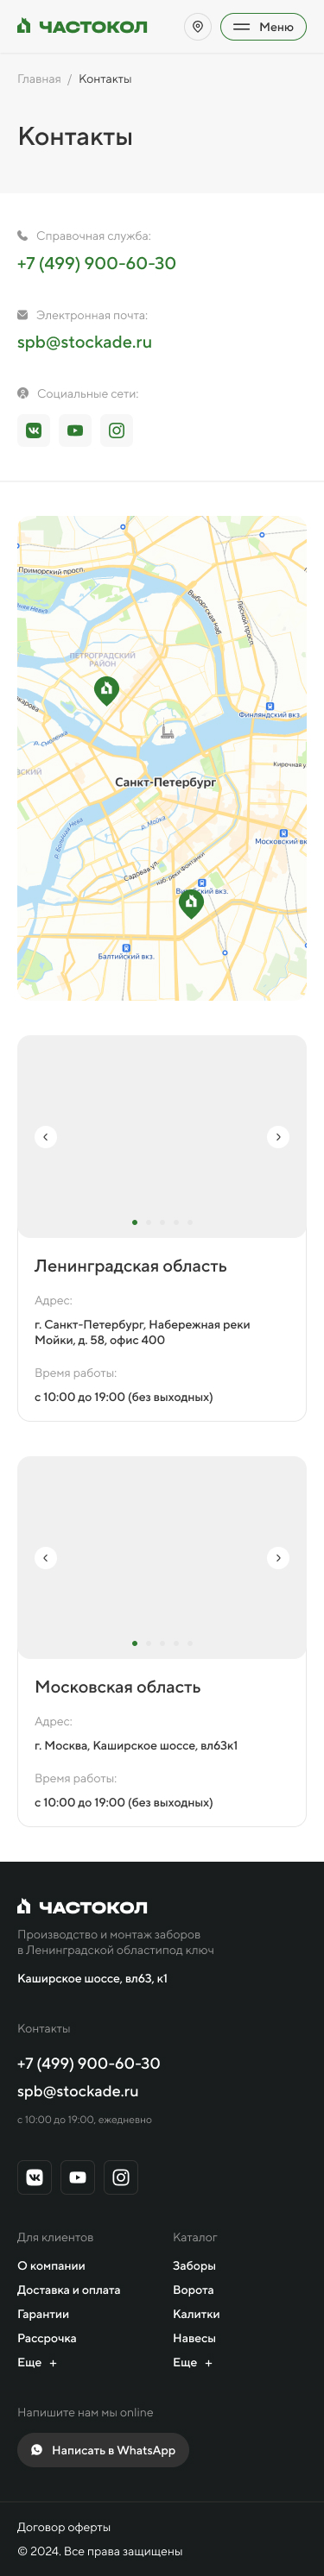 ЧАСТОКОЛ
Меню
Главная / Контакты
Контакты
Справочная служба:
+7 (499) 900-60-30
Электронная почта:
spb@stockade.ru
Социальные сети:
Приморский просп.
Выборгская наб.
Лесной просп.
ПЕТРОГРАДСКИЙ
РАЙОН
Финляндский вкз.
р. Смоленка
Кирочная у
Санкт-Петербург
р. Мойка
Московский вкз
Садовая ул.
наб. реки Фонтанки
Балтийский вкз.
Ленинградская область
Адрес:
г. Санкт-Петербург, Набережная реки
Мойки, д. 58, офис 400
Время работы:
с 10:00 до 19:00 (без выходных)
Московская область
Адрес:
г. Москва, Каширское шоссе, вл63к1
Время работы:
с 10:00 до 19:00 (без выходных)
ЧАСТОКОЛ
Производство и монтаж заборов
в Ленинградской областипод ключ
Каширское шоссе, вл63, к1
Контакты
+7 (499) 900-60-30
spb@stockade.ru
с 10:00 до 19:00, ежедневно
Для клиентов
О компании
Доставка и оплата
Гарантии
Рассрочка
Еще +
Каталог
Заборы
Ворота
Калитки
Навесы
Еще +
Напишите нам мы online
Написать в WhatsApp
Договор оферты
© 2024. Все права защищены